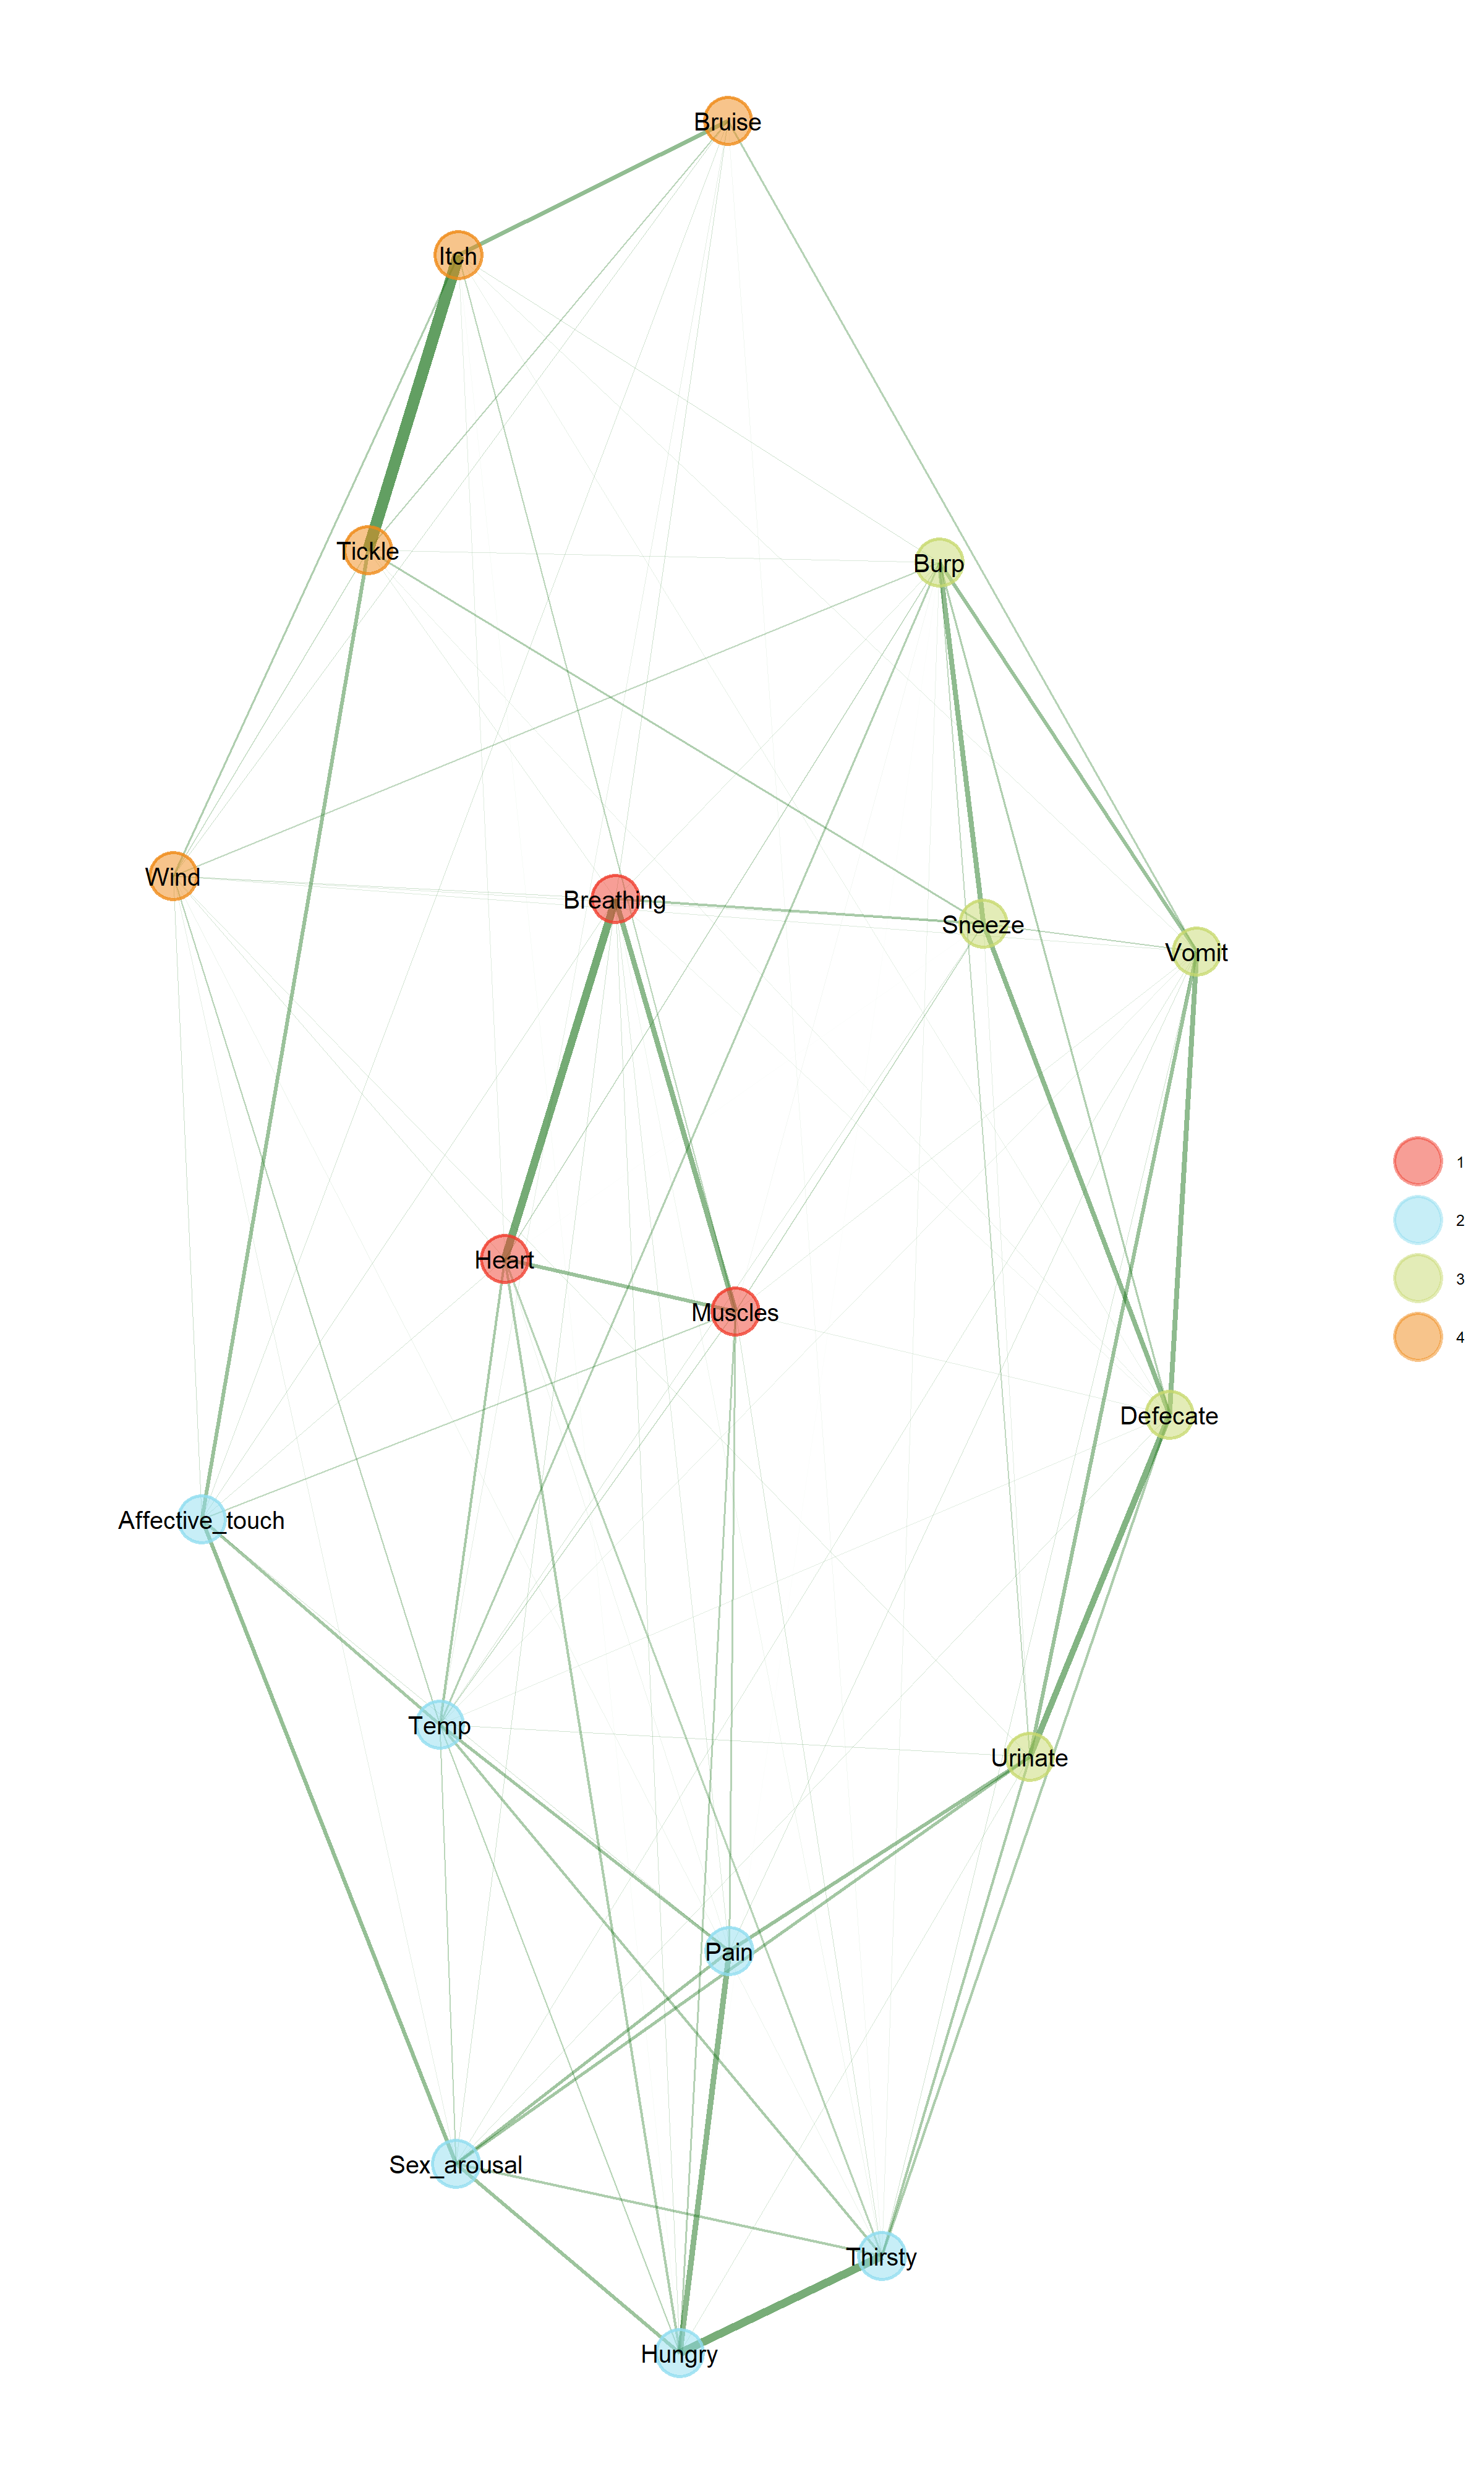 Bruise
Itch
Tickle
Burp
Wind
Breathing
Sneeze
Vomit
1
2
3
4
Heart
Muscles
Defecate
Affective_touch
Temp
Urinate
Pain
Sex_arousal
Thirsty
Hungry